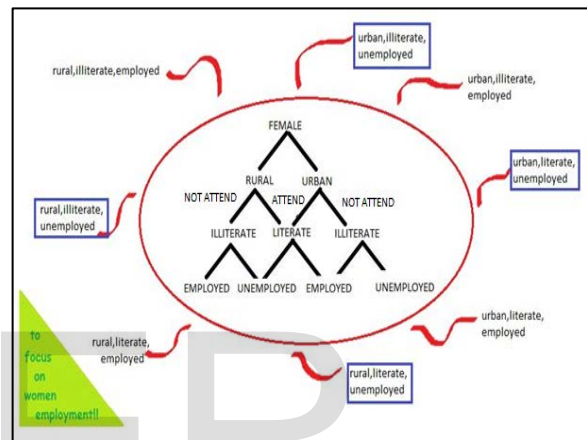 urban,illiterate,
unemployed
rural,illiterate,employed
urban,illiterate,
employed
FEMALE
urban,literate,
unemployed
RURAL
URBAN
NOT ATTEND
ATTEND
NOT ATTEND
rural,illiterate,
unemployed
ILLITERATE
LITERATE
ILLITERATE
EMPLOYED
UNEMPLOYED
EMPLOYED
UNEMPLOYED
urban,literate,
employed
rural,literate,
employed
rural,literate,
unemployed
to
focus
on
women
employment!!